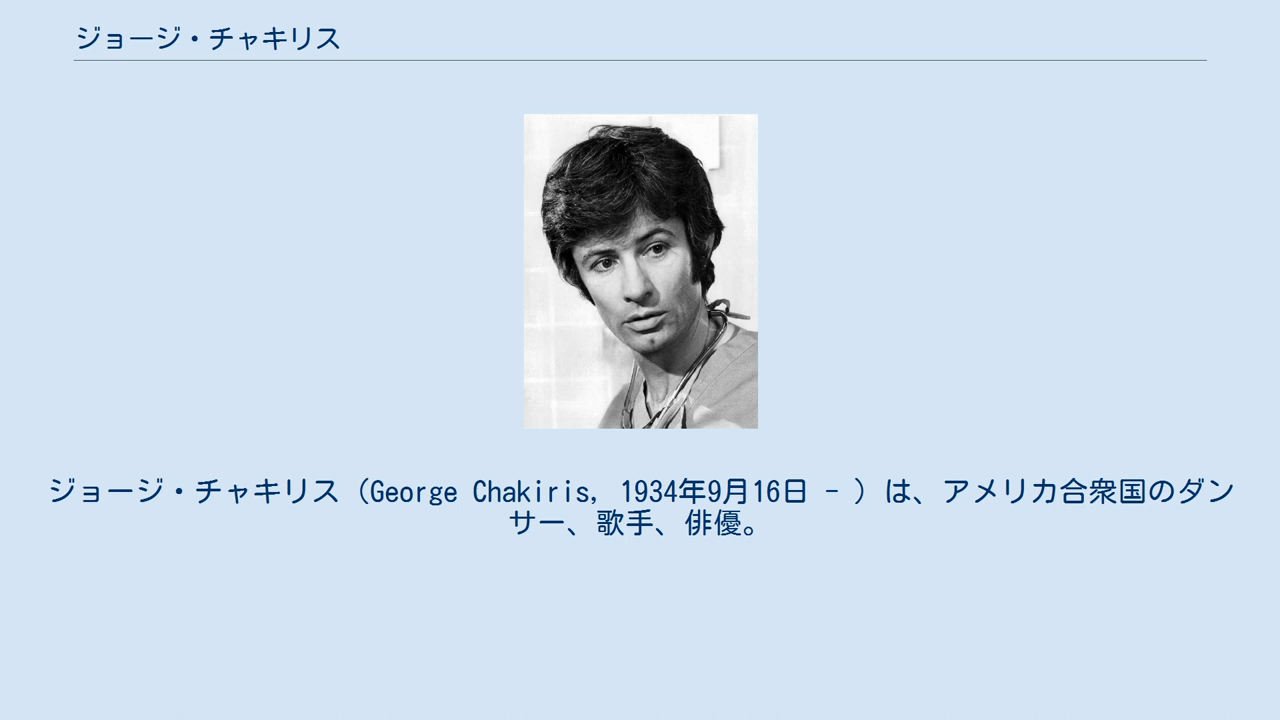 ジョージ・チャキリス
ジョージ・チャキリス（George Chakiris, 1934年9月16日 - ）は、アメリカ合衆国のダン
サー、歌手、俳優。